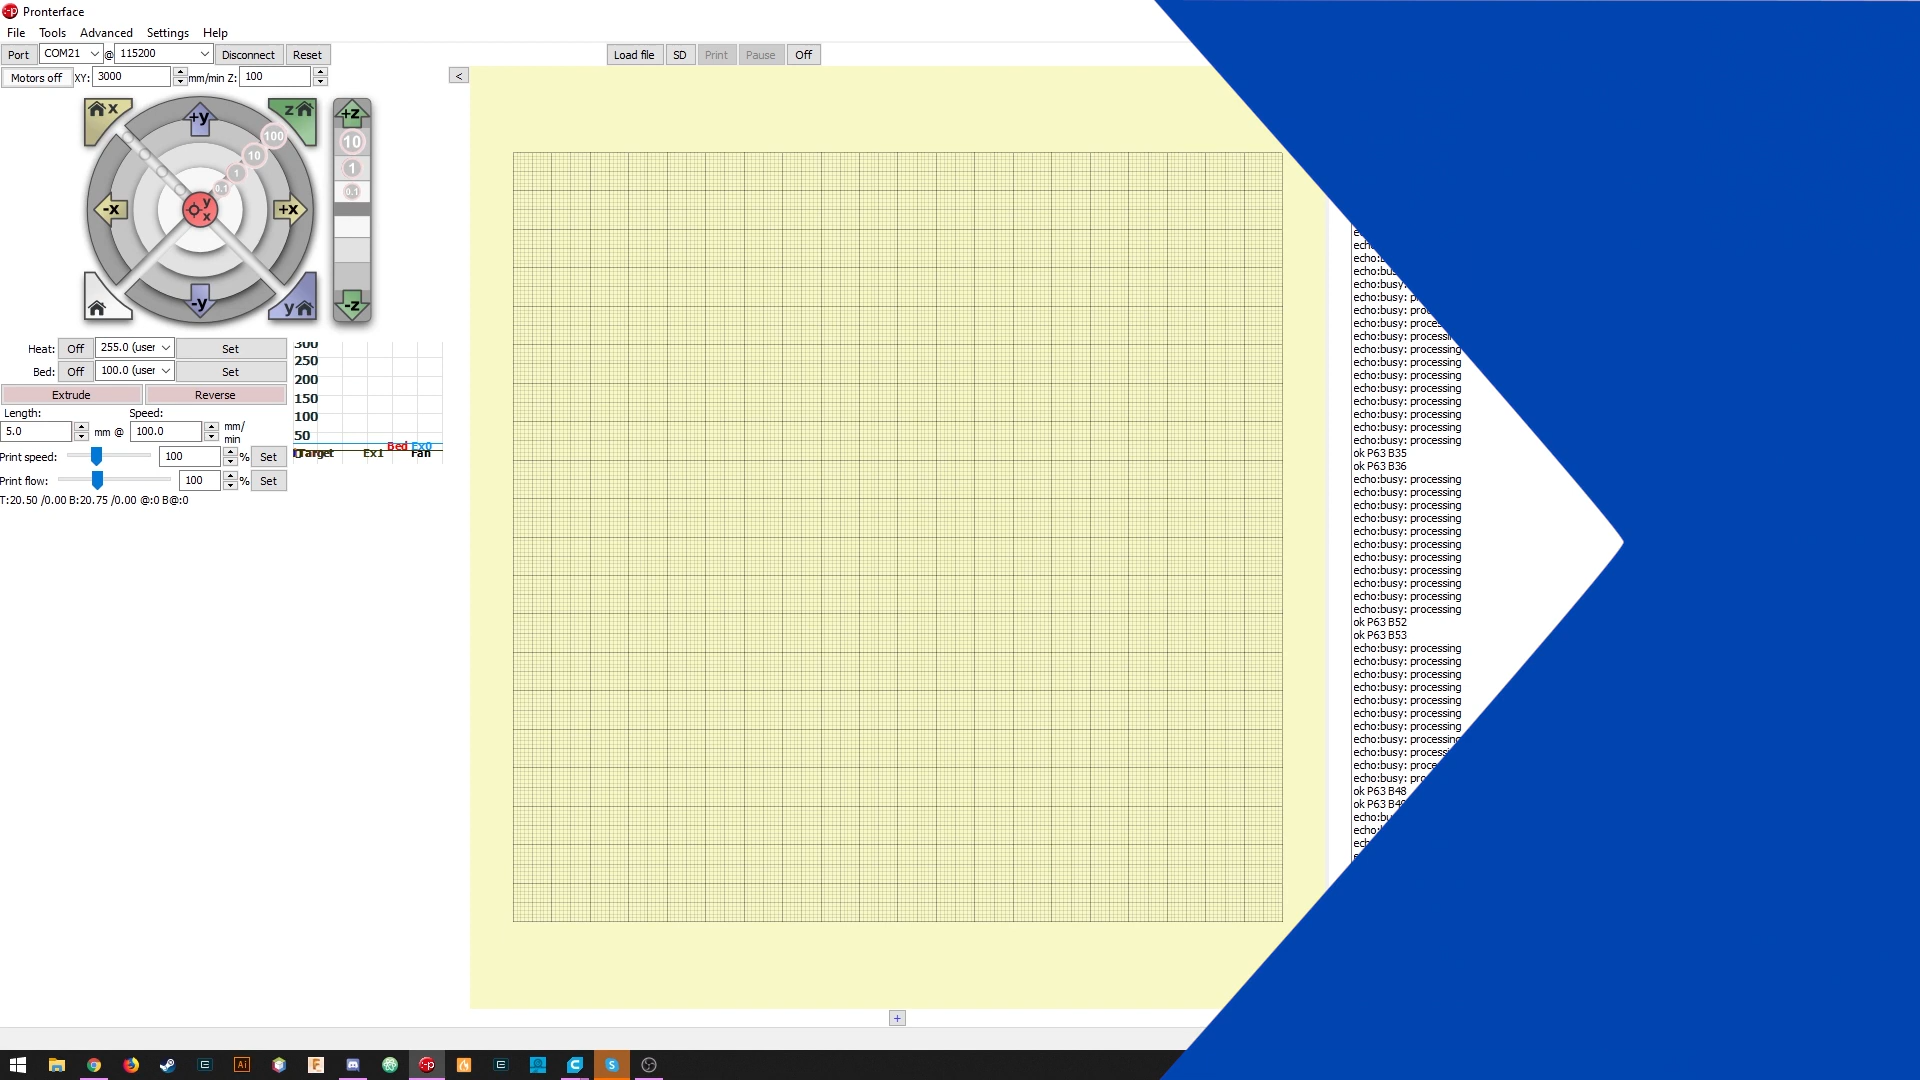 Pronterface
File Tools Advanced Settings Help
Port COM21 @ 115200 Disconnect Reset Load file SD Print Pause Off
Motors off XY: 3000 mm/min Z: 100 <
x +y z +z
100 10
10 1
1 0.1
0.1
-x y x +x
-y y -z
Heat: Off 255.0 (user Set
Bed: Off 100.0 (user Set
Extrude Reverse
Length: Speed:
5.0 mm @ 100.0 mm/
min
Print speed: 100 % Set
Print flow: 100 % Set
T:20.50 /0.00 B:20.75 /0.00 @:0 B@:0
300
250
200
150
100
50
Bed Ex0
Target Ex1 Fan
echo:busy: processing
echo:busy: processing
echo:busy: processing
echo:busy: processing
echo:busy: processing
echo:busy: processing
echo:busy: processing
echo:busy: processing
ok P63 B35
ok P63 B36
echo:busy: processing
echo:busy: processing
echo:busy: processing
echo:busy: processing
echo:busy: processing
echo:busy: processing
echo:busy: processing
echo:busy: processing
echo:busy: processing
echo:busy: processing
echo:busy: processing
ok P63 B52
ok P63 B53
echo:busy: processing
echo:busy: processing
echo:busy: processing
echo:busy: processing
echo:busy: processing
echo:busy: processing
echo:busy: processing
echo:busy: processing
echo:busy:
echo:busy:
echo:busy:
ok P63 B48
ok P63
+